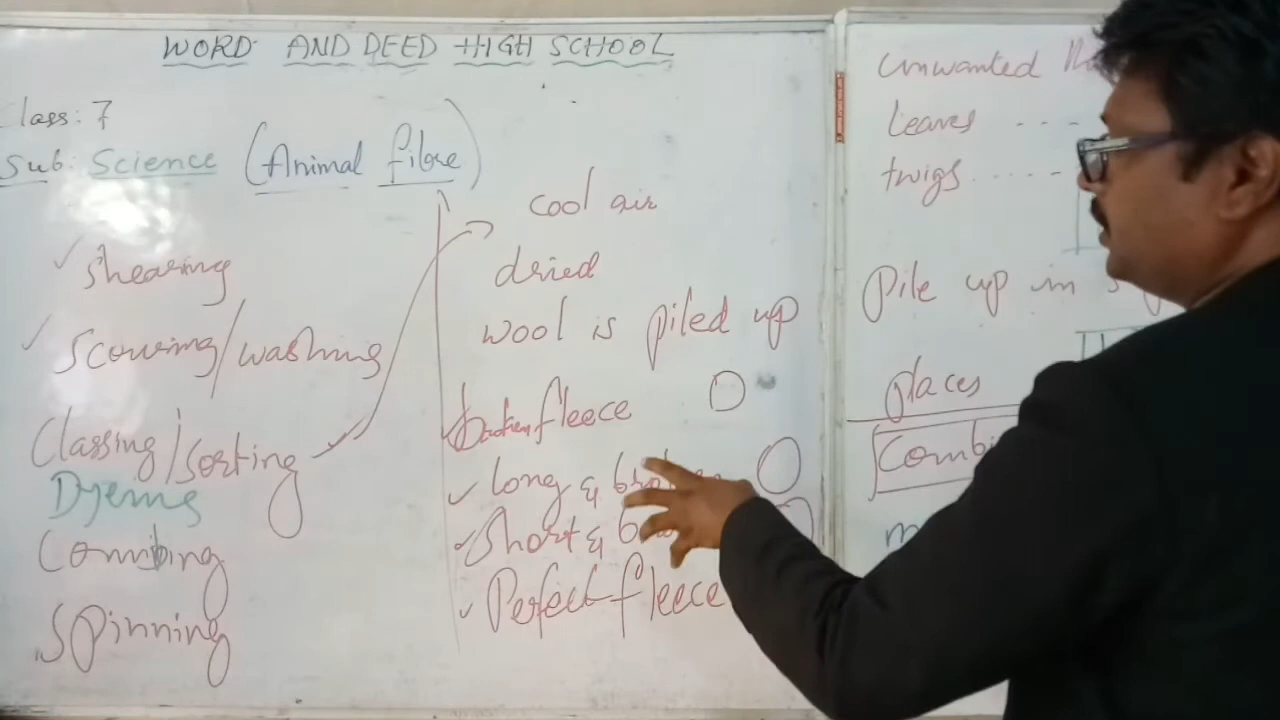 WORD AND DEED HIGH SCHOOL
Class: 7
Sub: Science (Animal fibre)
Shearing
Scouring/washing
Classing/sorting
Dyeing
Combing
Spinning
cool air
dried
wool is piled up
fleece
Long &
Short &
Perfect fleece
unwanted
leaves ...
twigs .....
Pile up in
places